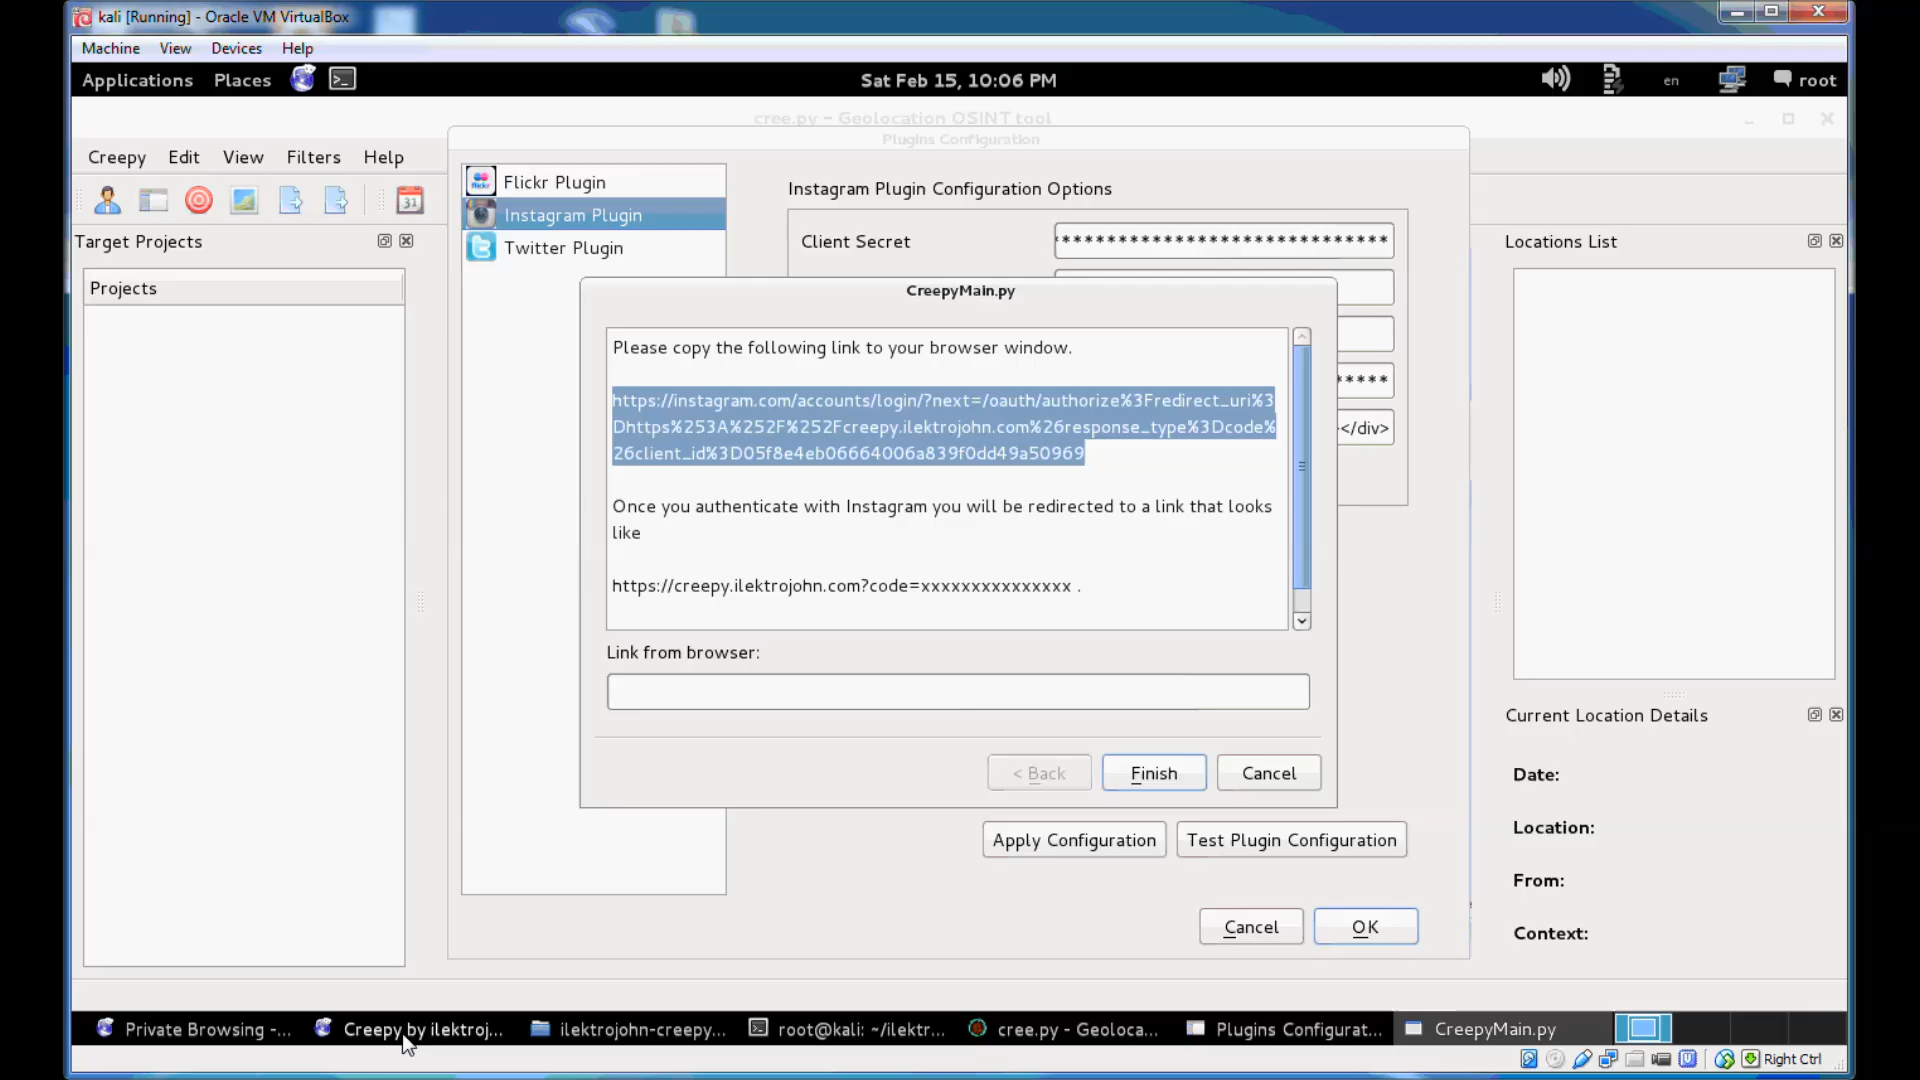 kali [Running] - Oracle VM VirtualBox
Machine View Devices Help
Applications Places
Sat Feb 15, 10:06 PM
en
root
cree.py - Geolocation OSINT tool
Plugins Configuration
Creepy Edit View Filters Help
31
Target Projects
Projects
flickr
Flickr Plugin
Instagram Plugin
Twitter Plugin
Instagram Plugin Configuration Options
Client Secret
***************************
*****
</div>
CreepyMain.py
Please copy the following link to your browser window.
https://instagram.com/accounts/login/?next=/oauth/authorize%3Fredirect_uri%3
Dhttps%253A%252F%252Fcreepy.ilektrojohn.com%26response_type%3Dcode%
26client_id%3D05f8e4eb06664006a839f0dd49a50969
Once you authenticate with Instagram you will be redirected to a link that looks
like
https://creepy.ilektrojohn.com?code=xxxxxxxxxxxxxxx .
Link from browser:
< Back Finish Cancel
Apply Configuration Test Plugin Configuration
Cancel OK
Locations List
Current Location Details
Date:
Location:
From:
Context:
Private Browsing -...
Creepy by ilektroj...
ilektrojohn-creepy...
root@kali: ~/ilektr...
cree.py - Geoloca...
Plugins Configurat...
CreepyMain.py
Right Ctrl